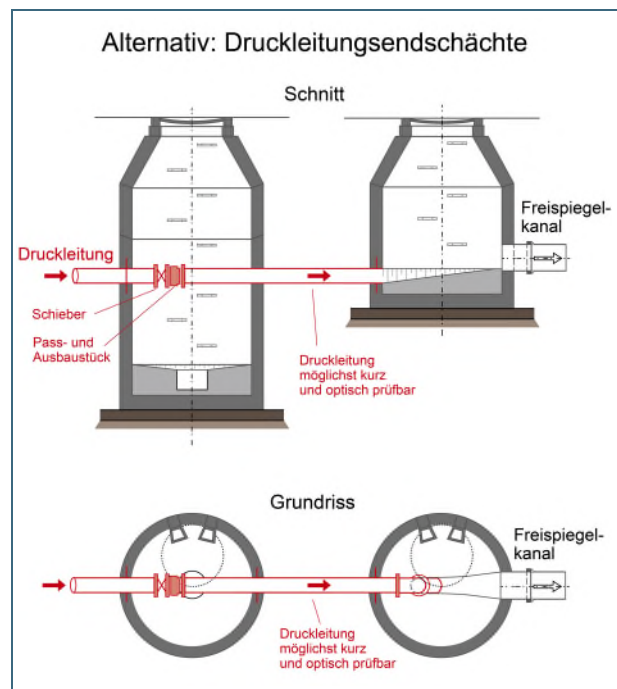 Alternativ: Druckleitungsendschächte
Schnitt
Freispiegel-
kanal
Druckleitung
Schieber
Pass- und
Ausbaustück
Druckleitung
möglichst kurz
und optisch prüfbar
Grundriss
Freispiegel-
kanal
Druckleitung
möglichst kurz
und optisch prüfbar